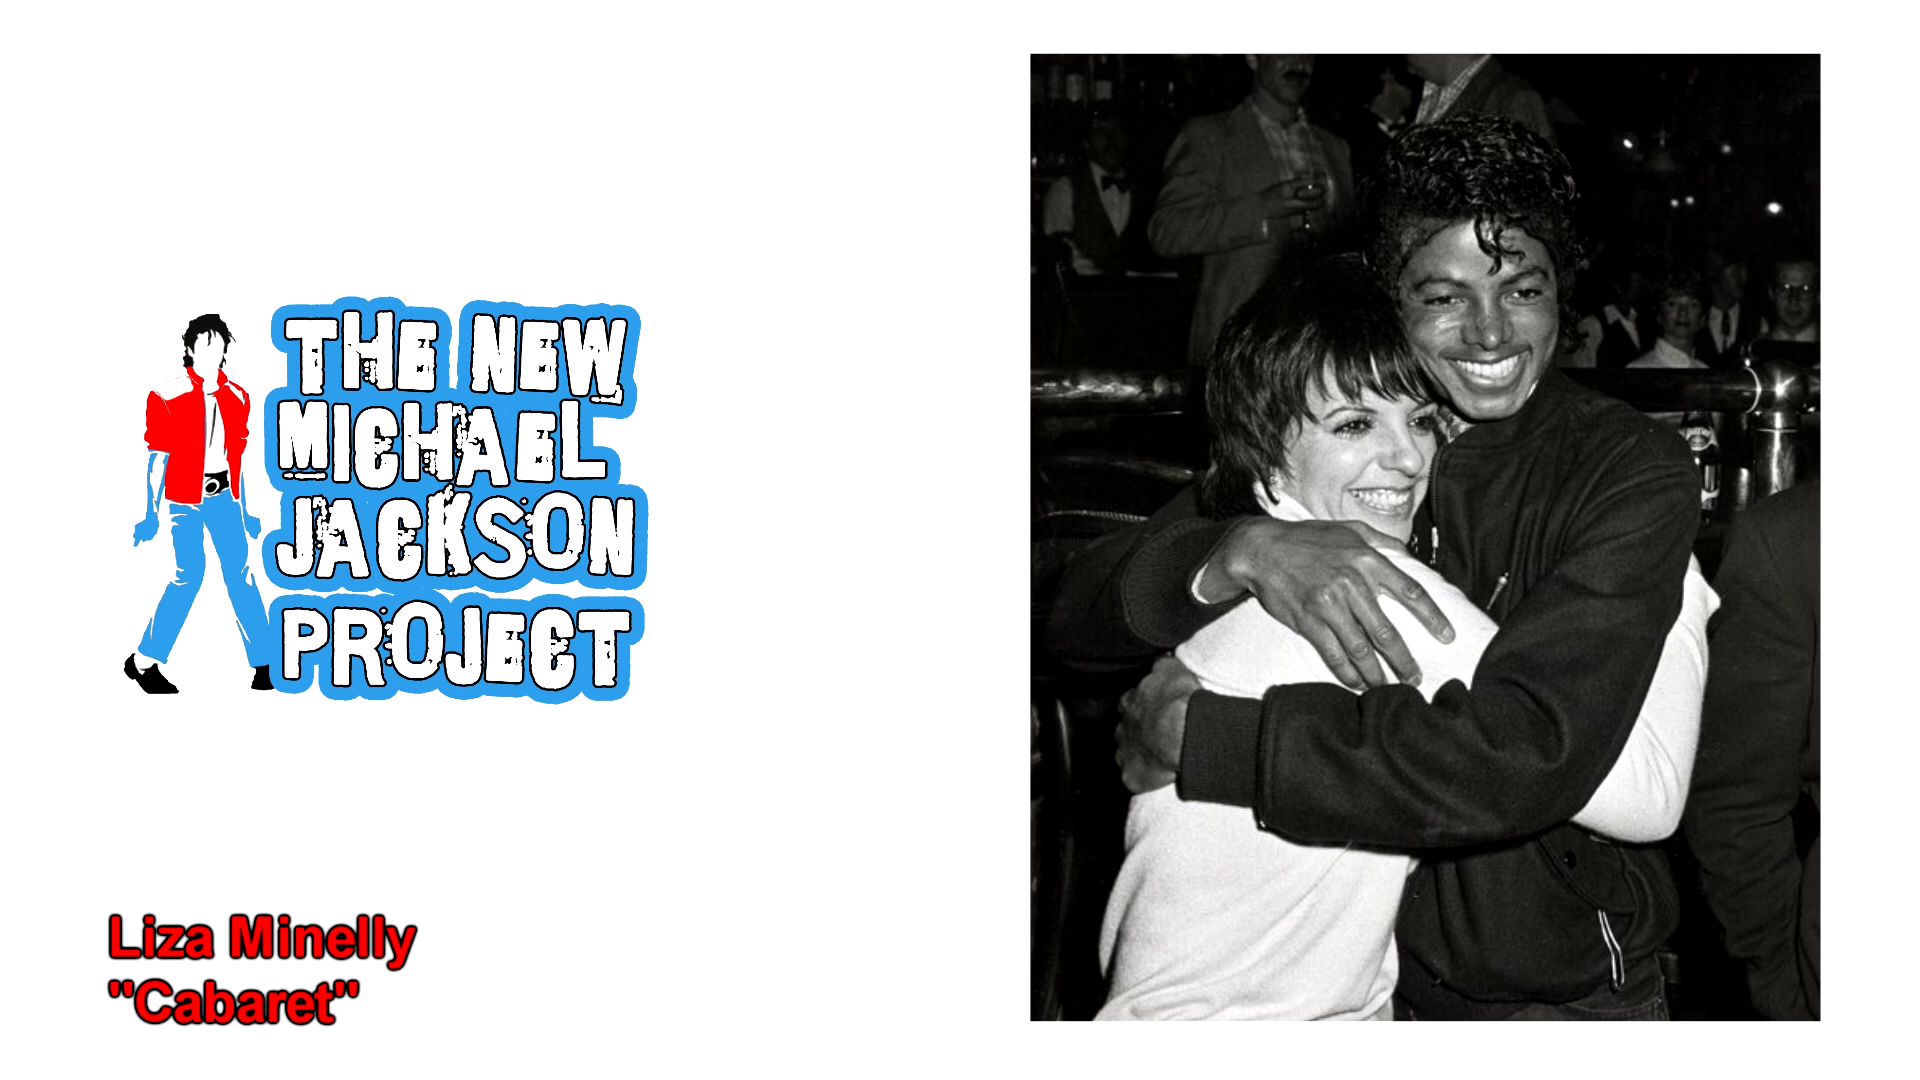 THE NEW
MICHAEL
JACKSON
PROJECT
Liza Minelly
"Cabaret"